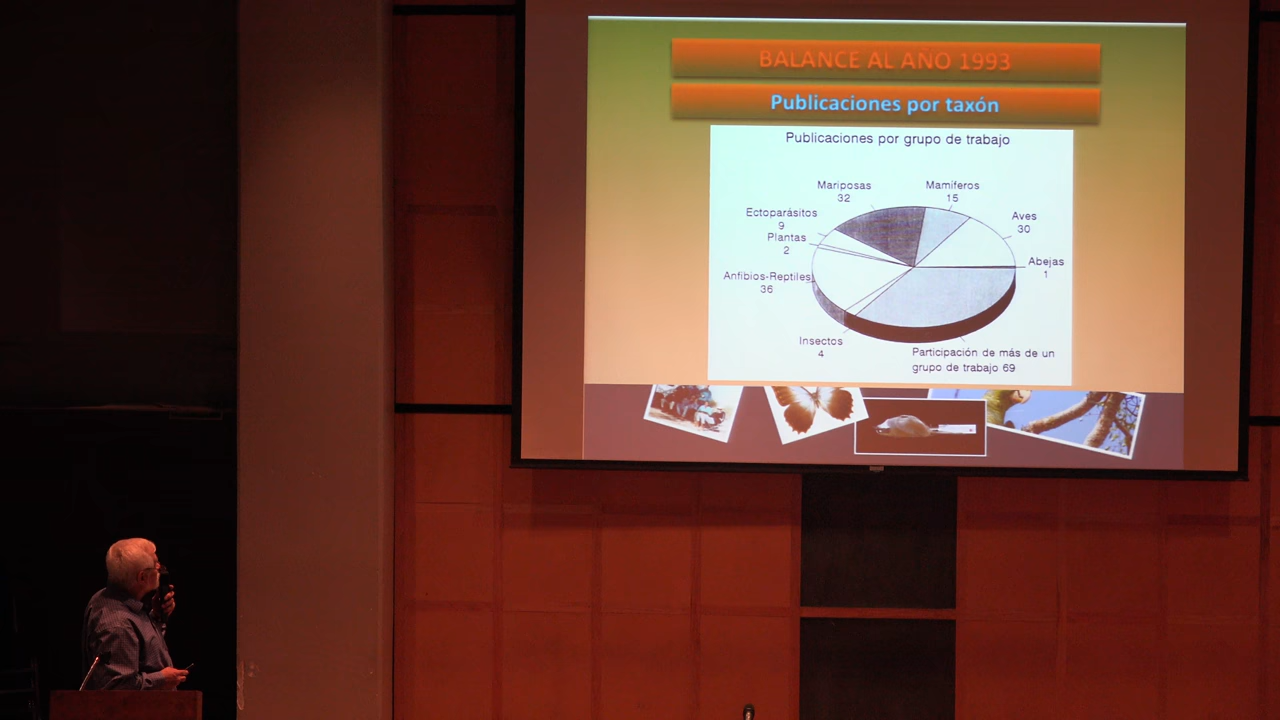 BALANCE AL AÑO 1993
Publicaciones por taxón
Publicaciones por grupo de trabajo
Mariposas
32
Mamíferos
15
Ectoparásitos
9
Aves
30
Plantas
2
Abejas
1
Anfibios-Reptiles
36
Insectos
4
Participación de más de un
grupo de trabajo 69